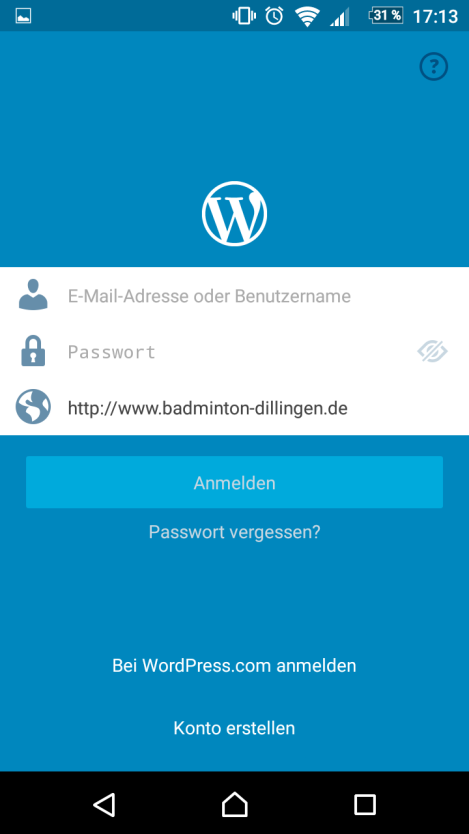 31 % 17:13
?
E-Mail-Adresse oder Benutzername
Passwort
http://www.badminton-dillingen.de
Anmelden
Passwort vergessen?
Bei WordPress.com anmelden
Konto erstellen